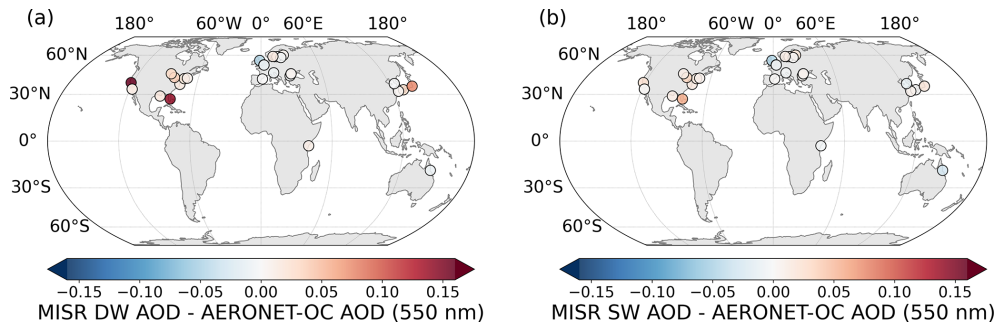 (a)
180° 60°W 0° 60°E 180°
60°N
30°N
0°
30°S
60°S
−0.15 −0.10 −0.05 0.00 0.05 0.10 0.15
MISR DW AOD - AERONET-OC AOD (550 nm)
(b)
180° 60°W 0° 60°E 180°
60°N
30°N
0°
30°S
60°S
−0.15 −0.10 −0.05 0.00 0.05 0.10 0.15
MISR SW AOD - AERONET-OC AOD (550 nm)